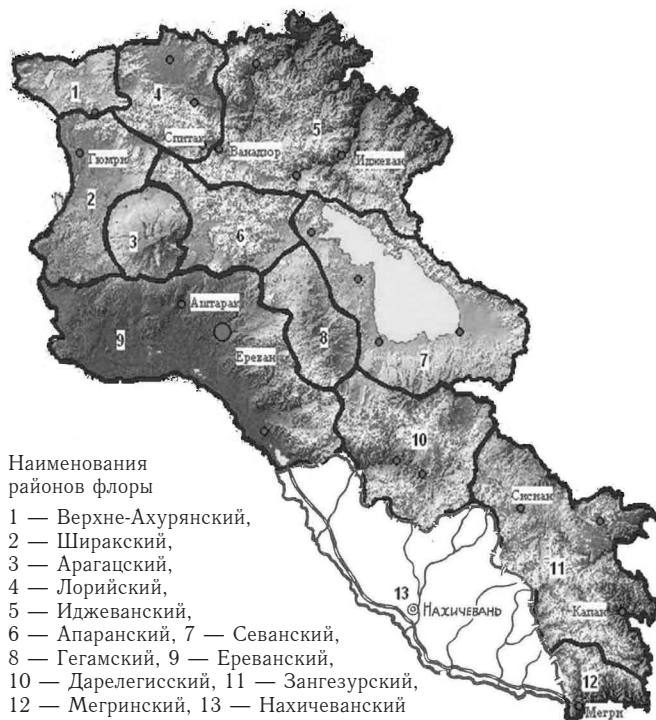 1
4
5
Спитак
Ванадзор
Иджеван
Гюмри
2
3
6
Аштарак
9
8
Ереван
7
10
Наименования
районов флоры
1 — Верхне-Ахурянский,
2 — Ширакский,
3 — Арагацский,
4 — Лорийский,
5 — Иджеванский,
6 — Апаранский, 7 — Севанский,
8 — Гегамский, 9 — Ереванский,
10 — Дарелегисский, 11 — Зангезурский,
12 — Мегринский, 13 — Нахичеванский
Сисиан
11
13
Нахичевань
Капан
12
Мегри